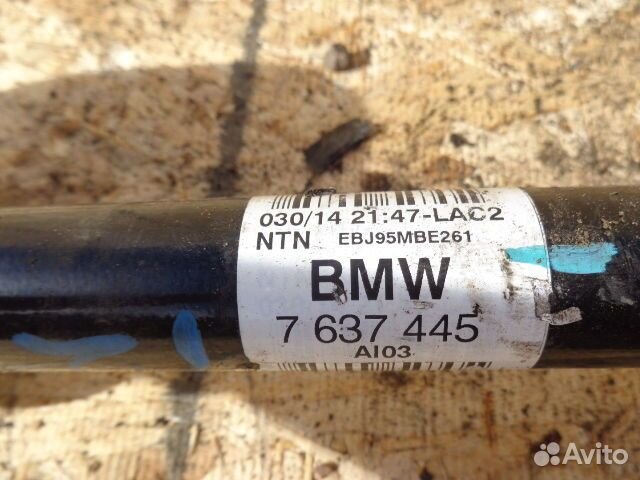 030/14 21:47-LAC2
NTN EBJ95MBE261
BMW
7 637 445
AI03
Avito